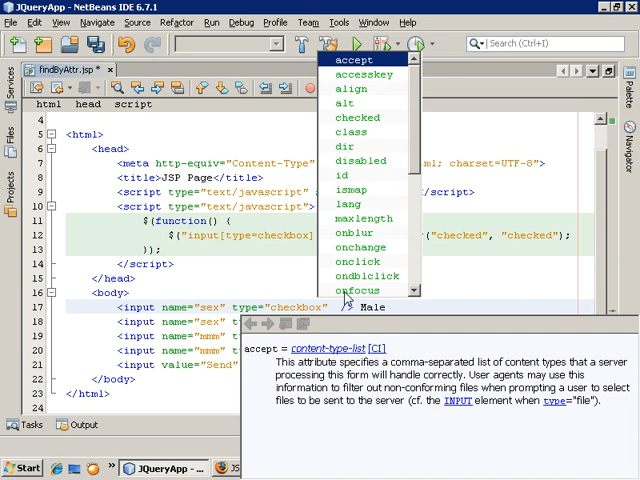 JQueryApp - NetBeans IDE 6.7.1
File Edit View Navigate Source Refactor Run Debug Profile Team Tools Window Help
Search (Ctrl+I)
findByAttr.jsp *
html head script
Services
Files
Projects
Palette
Navigator
4
5 <html>
6 <head>
7 <meta http-equiv="Content-Type" ml; charset=UTF-8">
8 <title>JSP Page</title>
9 <script type="text/javascript" </script>
10 <script type="text/javascript">
11 $(function() {
12 $("input[type=checkbox] ("checked", "checked");
13 });
14 </script>
15 </head>
16 <body>
17 <input name="sex" type="checkbox" /> Male
18 <input name="sex" t
19 <input name="mmm" t
20 <input name="mmm" t
21 <input value="Send"
22 </body>
23 </html>
24
accept
accesskey
align
alt
checked
class
dir
disabled
id
ismap
lang
maxlength
onblur
onchange
onclick
ondblclick
onfocus
accept = content-type-list [CI]
This attribute specifies a comma-separated list of content types that a server
processing this form will handle correctly. User agents may use this
information to filter out non-conforming files when prompting a user to select
files to be sent to the server (cf. the INPUT element when type="file").
Tasks Output
Start JQueryApp - ... JS